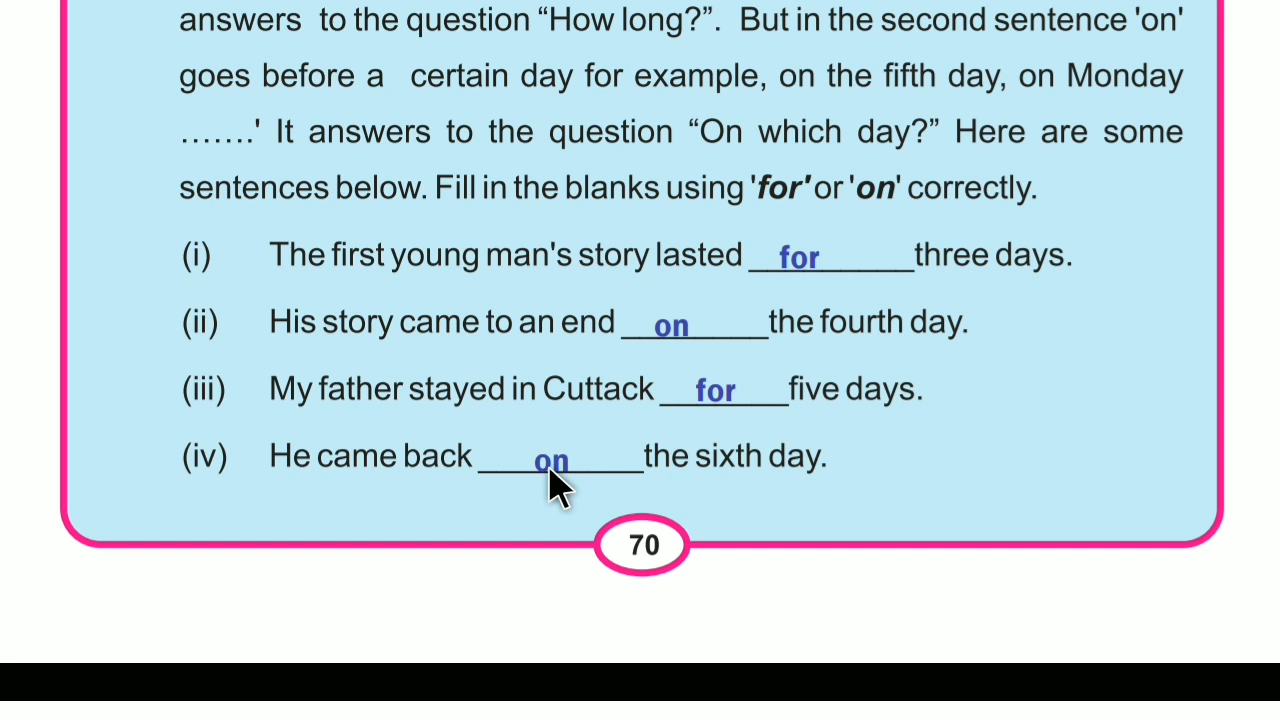 answers to the question “How long?”. But in the second sentence 'on'
goes before a certain day for example, on the fifth day, on Monday
.......' It answers to the question “On which day?” Here are some
sentences below. Fill in the blanks using 'for' or 'on' correctly.
(i) The first young man's story lasted __for__ three days.
(ii) His story came to an end __on__ the fourth day.
(iii) My father stayed in Cuttack __for__ five days.
(iv) He came back __on__ the sixth day.
70